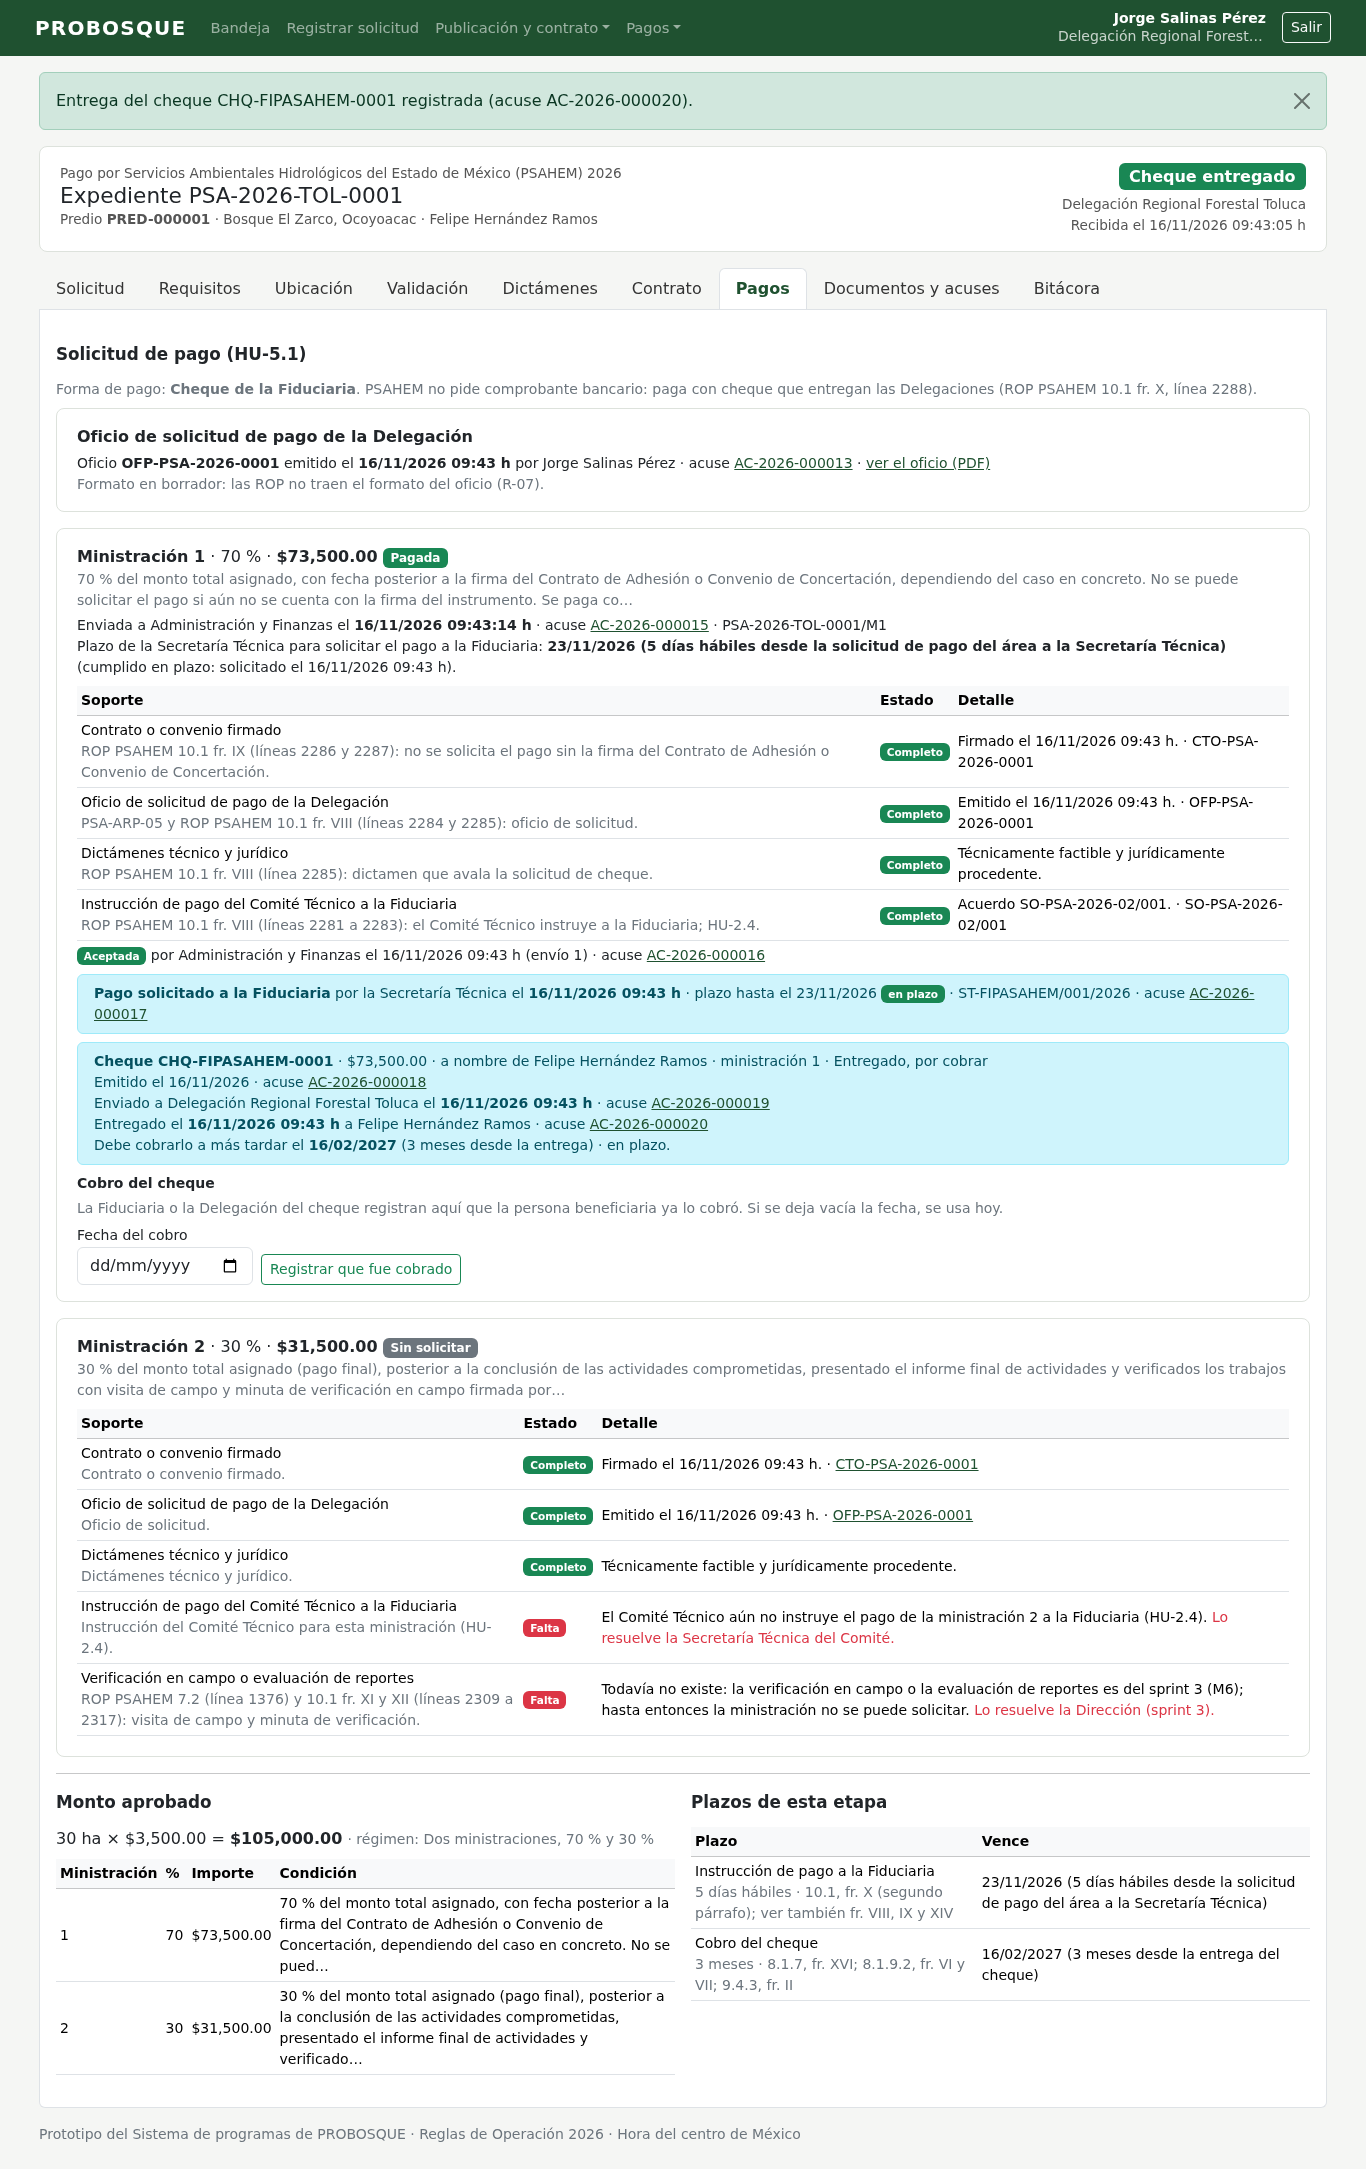 PROBOSQUE
Bandeja
Registrar solicitud
Publicación y contrato
Pagos
Jorge Salinas Pérez
Delegación Regional Forest…
Salir
Entrega del cheque CHQ-FIPASAHEM-0001 registrada (acuse AC-2026-000020).
Pago por Servicios Ambientales Hidrológicos del Estado de México (PSAHEM) 2026
Expediente PSA-2026-TOL-0001
Predio PRED-000001 · Bosque El Zarco, Ocoyoacac · Felipe Hernández Ramos
Cheque entregado
Delegación Regional Forestal Toluca
Recibida el 16/11/2026 09:43:05 h
Solicitud
Requisitos
Ubicación
Validación
Dictámenes
Contrato
Pagos
Documentos y acuses
Bitácora
Solicitud de pago (HU-5.1)
Forma de pago: Cheque de la Fiduciaria. PSAHEM no pide comprobante bancario: paga con cheque que entregan las Delegaciones (ROP PSAHEM 10.1 fr. X, línea 2288).
Oficio de solicitud de pago de la Delegación
Oficio OFP-PSA-2026-0001 emitido el 16/11/2026 09:43 h por Jorge Salinas Pérez · acuse AC-2026-000013 · ver el oficio (PDF)
Formato en borrador: las ROP no traen el formato del oficio (R-07).
Ministración 1 · 70 % · $73,500.00 Pagada
70 % del monto total asignado, con fecha posterior a la firma del Contrato de Adhesión o Convenio de Concertación, dependiendo del caso en concreto. No se puede
solicitar el pago si aún no se cuenta con la firma del instrumento. Se paga co…
Enviada a Administración y Finanzas el 16/11/2026 09:43:14 h · acuse AC-2026-000015 · PSA-2026-TOL-0001/M1
Plazo de la Secretaría Técnica para solicitar el pago a la Fiduciaria: 23/11/2026 (5 días hábiles desde la solicitud de pago del área a la Secretaría Técnica)
(cumplido en plazo: solicitado el 16/11/2026 09:43 h).
Soporte Estado Detalle
Contrato o convenio firmado
ROP PSAHEM 10.1 fr. IX (líneas 2286 y 2287): no se solicita el pago sin la firma del Contrato de Adhesión o
Convenio de Concertación.
Completo
Firmado el 16/11/2026 09:43 h. · CTO-PSA-
2026-0001
Oficio de solicitud de pago de la Delegación
PSA-ARP-05 y ROP PSAHEM 10.1 fr. VIII (líneas 2284 y 2285): oficio de solicitud.
Completo
Emitido el 16/11/2026 09:43 h. · OFP-PSA-
2026-0001
Dictámenes técnico y jurídico
ROP PSAHEM 10.1 fr. VIII (línea 2285): dictamen que avala la solicitud de cheque.
Completo
Técnicamente factible y jurídicamente
procedente.
Instrucción de pago del Comité Técnico a la Fiduciaria
ROP PSAHEM 10.1 fr. VIII (líneas 2281 a 2283): el Comité Técnico instruye a la Fiduciaria; HU-2.4.
Completo
Acuerdo SO-PSA-2026-02/001. · SO-PSA-2026-
02/001
Aceptada por Administración y Finanzas el 16/11/2026 09:43 h (envío 1) · acuse AC-2026-000016
Pago solicitado a la Fiduciaria por la Secretaría Técnica el 16/11/2026 09:43 h · plazo hasta el 23/11/2026 en plazo · ST-FIPASAHEM/001/2026 · acuse AC-2026-
000017
Cheque CHQ-FIPASAHEM-0001 · $73,500.00 · a nombre de Felipe Hernández Ramos · ministración 1 · Entregado, por cobrar
Emitido el 16/11/2026 · acuse AC-2026-000018
Enviado a Delegación Regional Forestal Toluca el 16/11/2026 09:43 h · acuse AC-2026-000019
Entregado el 16/11/2026 09:43 h a Felipe Hernández Ramos · acuse AC-2026-000020
Debe cobrarlo a más tardar el 16/02/2027 (3 meses desde la entrega) · en plazo.
Cobro del cheque
La Fiduciaria o la Delegación del cheque registran aquí que la persona beneficiaria ya lo cobró. Si se deja vacía la fecha, se usa hoy.
Fecha del cobro
dd/mm/yyyy
Registrar que fue cobrado
Ministración 2 · 30 % · $31,500.00 Sin solicitar
30 % del monto total asignado (pago final), posterior a la conclusión de las actividades comprometidas, presentado el informe final de actividades y verificados los trabajos
con visita de campo y minuta de verificación en campo firmada por…
Soporte Estado Detalle
Contrato o convenio firmado
Contrato o convenio firmado.
Completo
Firmado el 16/11/2026 09:43 h. · CTO-PSA-2026-0001
Oficio de solicitud de pago de la Delegación
Oficio de solicitud.
Completo
Emitido el 16/11/2026 09:43 h. · OFP-PSA-2026-0001
Dictámenes técnico y jurídico
Dictámenes técnico y jurídico.
Completo
Técnicamente factible y jurídicamente procedente.
Instrucción de pago del Comité Técnico a la Fiduciaria
Instrucción del Comité Técnico para esta ministración (HU-
2.4).
Falta
El Comité Técnico aún no instruye el pago de la ministración 2 a la Fiduciaria (HU-2.4). Lo
resuelve la Secretaría Técnica del Comité.
Verificación en campo o evaluación de reportes
ROP PSAHEM 7.2 (línea 1376) y 10.1 fr. XI y XII (líneas 2309 a
2317): visita de campo y minuta de verificación.
Falta
Todavía no existe: la verificación en campo o la evaluación de reportes es del sprint 3 (M6);
hasta entonces la ministración no se puede solicitar. Lo resuelve la Dirección (sprint 3).
Monto aprobado
30 ha × $3,500.00 = $105,000.00 · régimen: Dos ministraciones, 70 % y 30 %
Ministración % Importe Condición
1 70 $73,500.00
70 % del monto total asignado, con fecha posterior a la
firma del Contrato de Adhesión o Convenio de
Concertación, dependiendo del caso en concreto. No se
pued…
2 30 $31,500.00
30 % del monto total asignado (pago final), posterior a
la conclusión de las actividades comprometidas,
presentado el informe final de actividades y
verificado…
Plazos de esta etapa
Plazo Vence
Instrucción de pago a la Fiduciaria
5 días hábiles · 10.1, fr. X (segundo
párrafo); ver también fr. VIII, IX y XIV
23/11/2026 (5 días hábiles desde la solicitud
de pago del área a la Secretaría Técnica)
Cobro del cheque
3 meses · 8.1.7, fr. XVI; 8.1.9.2, fr. VI y
VII; 9.4.3, fr. II
16/02/2027 (3 meses desde la entrega del
cheque)
Prototipo del Sistema de programas de PROBOSQUE · Reglas de Operación 2026 · Hora del centro de México